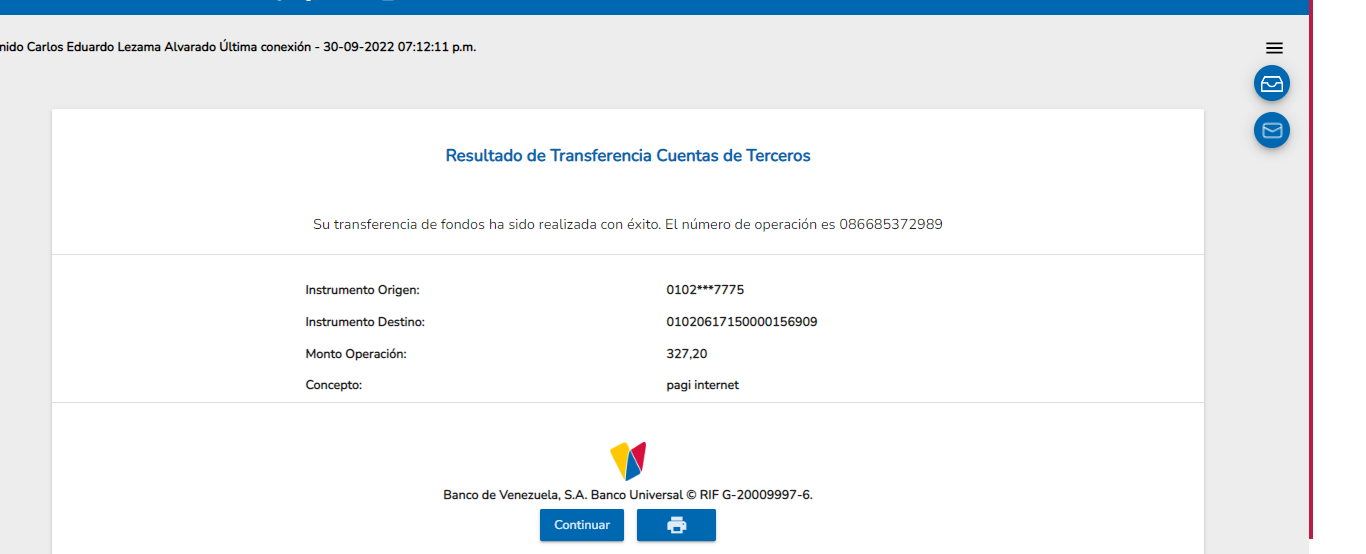 Carlos Eduardo Lezama Alvarado Última conexión - 30-09-2022 07:12:11 p.m.
Resultado de Transferencia Cuentas de Terceros
Su transferencia de fondos ha sido realizada con éxito. El número de operación es 086685372989
Instrumento Origen: 0102***7775
Instrumento Destino: 01020617150000156909
Monto Operación: 327,20
Concepto: pagi internet
Banco de Venezuela, S.A. Banco Universal © RIF G-20009997-6.
Continuar